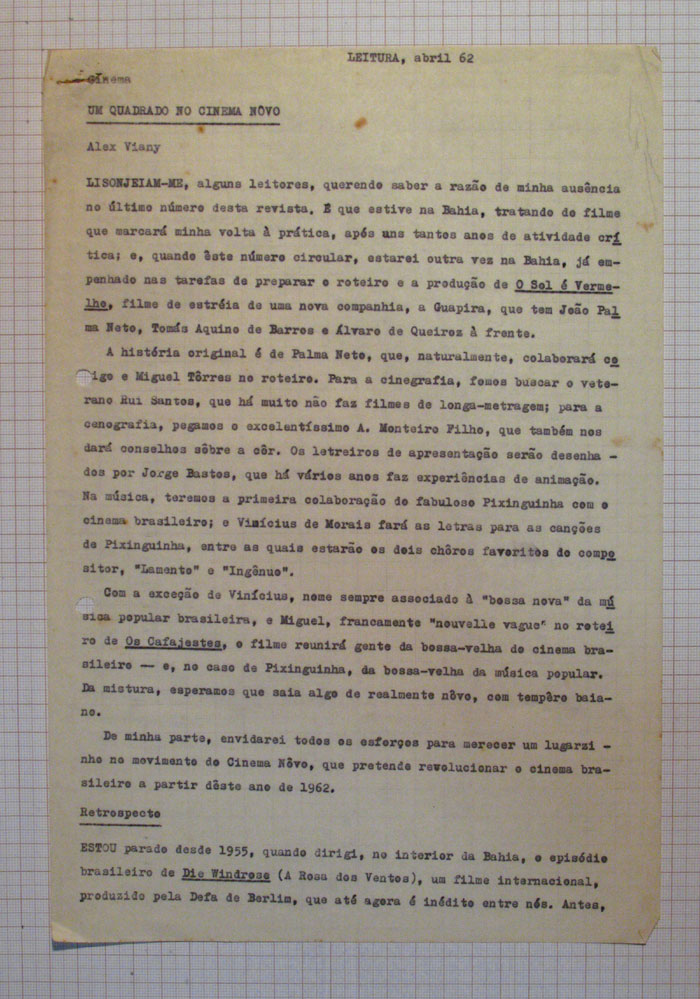 LEITURA, abril 62
Cinema
UM QUADRADO NO CINEMA NÔVO
Alex Viany
LISONJEIAM-ME, alguns leitores, querendo saber a razão de minha ausência
no último número desta revista. É que estive na Bahia, tratando do filme
que marcará minha volta à prática, após uns tantos anos de atividade crí
tica; e, quando êste número circular, estarei outra vez na Bahia, já em-
penhado nas tarefas de preparar o roteiro e a produção de O Sol é Verme-
lho, filme de estréia de uma nova companhia, a Guapira, que tem João Pal
ma Neto, Tomás Aquino de Barros e Álvaro de Queiroz à frente.
A história original é de Palma Neto, que, naturalmente, colaborará co
migo e Miguel Tôrres no roteiro. Para a cinegrafia, fomos buscar o vete-
rano Rui Santos, que há muito não faz filmes de longa-metragem; para a
cenografia, pegamos o excelentíssimo A. Monteiro Filho, que também nos
dará conselhos sôbre a côr. Os letreiros de apresentação serão desenha -
dos por Jorge Bastos, que há vários anos faz experiências de animação.
Na música, teremos a primeira colaboração do fabuloso Pixinguinha com o
cinema brasileiro; e Vinícius de Morais fará as letras para as canções
de Pixinguinha, entre as quais estarão os dois chôros favoritos do compo
sitor, "Lamento" e "Ingênuo".
Com a exceção de Vinícius, nome sempre associado à "bossa nova" da mú
sica popular brasileira, e Miguel, francamente "nouvelle vague" no rotei
ro de Os Cafajestes, o filme reunirá gente da bossa-velha do cinema bra-
sileiro — e, no caso de Pixinguinha, da bossa-velha da música popular.
Da mistura, esperamos que saia algo de realmente nôvo, com tempêro baia-
no.
De minha parte, envidarei todos os esforços para merecer um lugarzi -
nho no movimento do Cinema Nôvo, que pretende revolucionar o cinema bra-
sileiro a partir dêste ano de 1962.
Retrospecto
ESTOU parado desde 1955, quando dirigi, no interior da Bahia, o episódio
brasileiro de Die Windrose (A Rosa dos Ventos), um filme internacional,
produzido pela Defa de Berlim, que até agora é inédito entre nós. Antes,